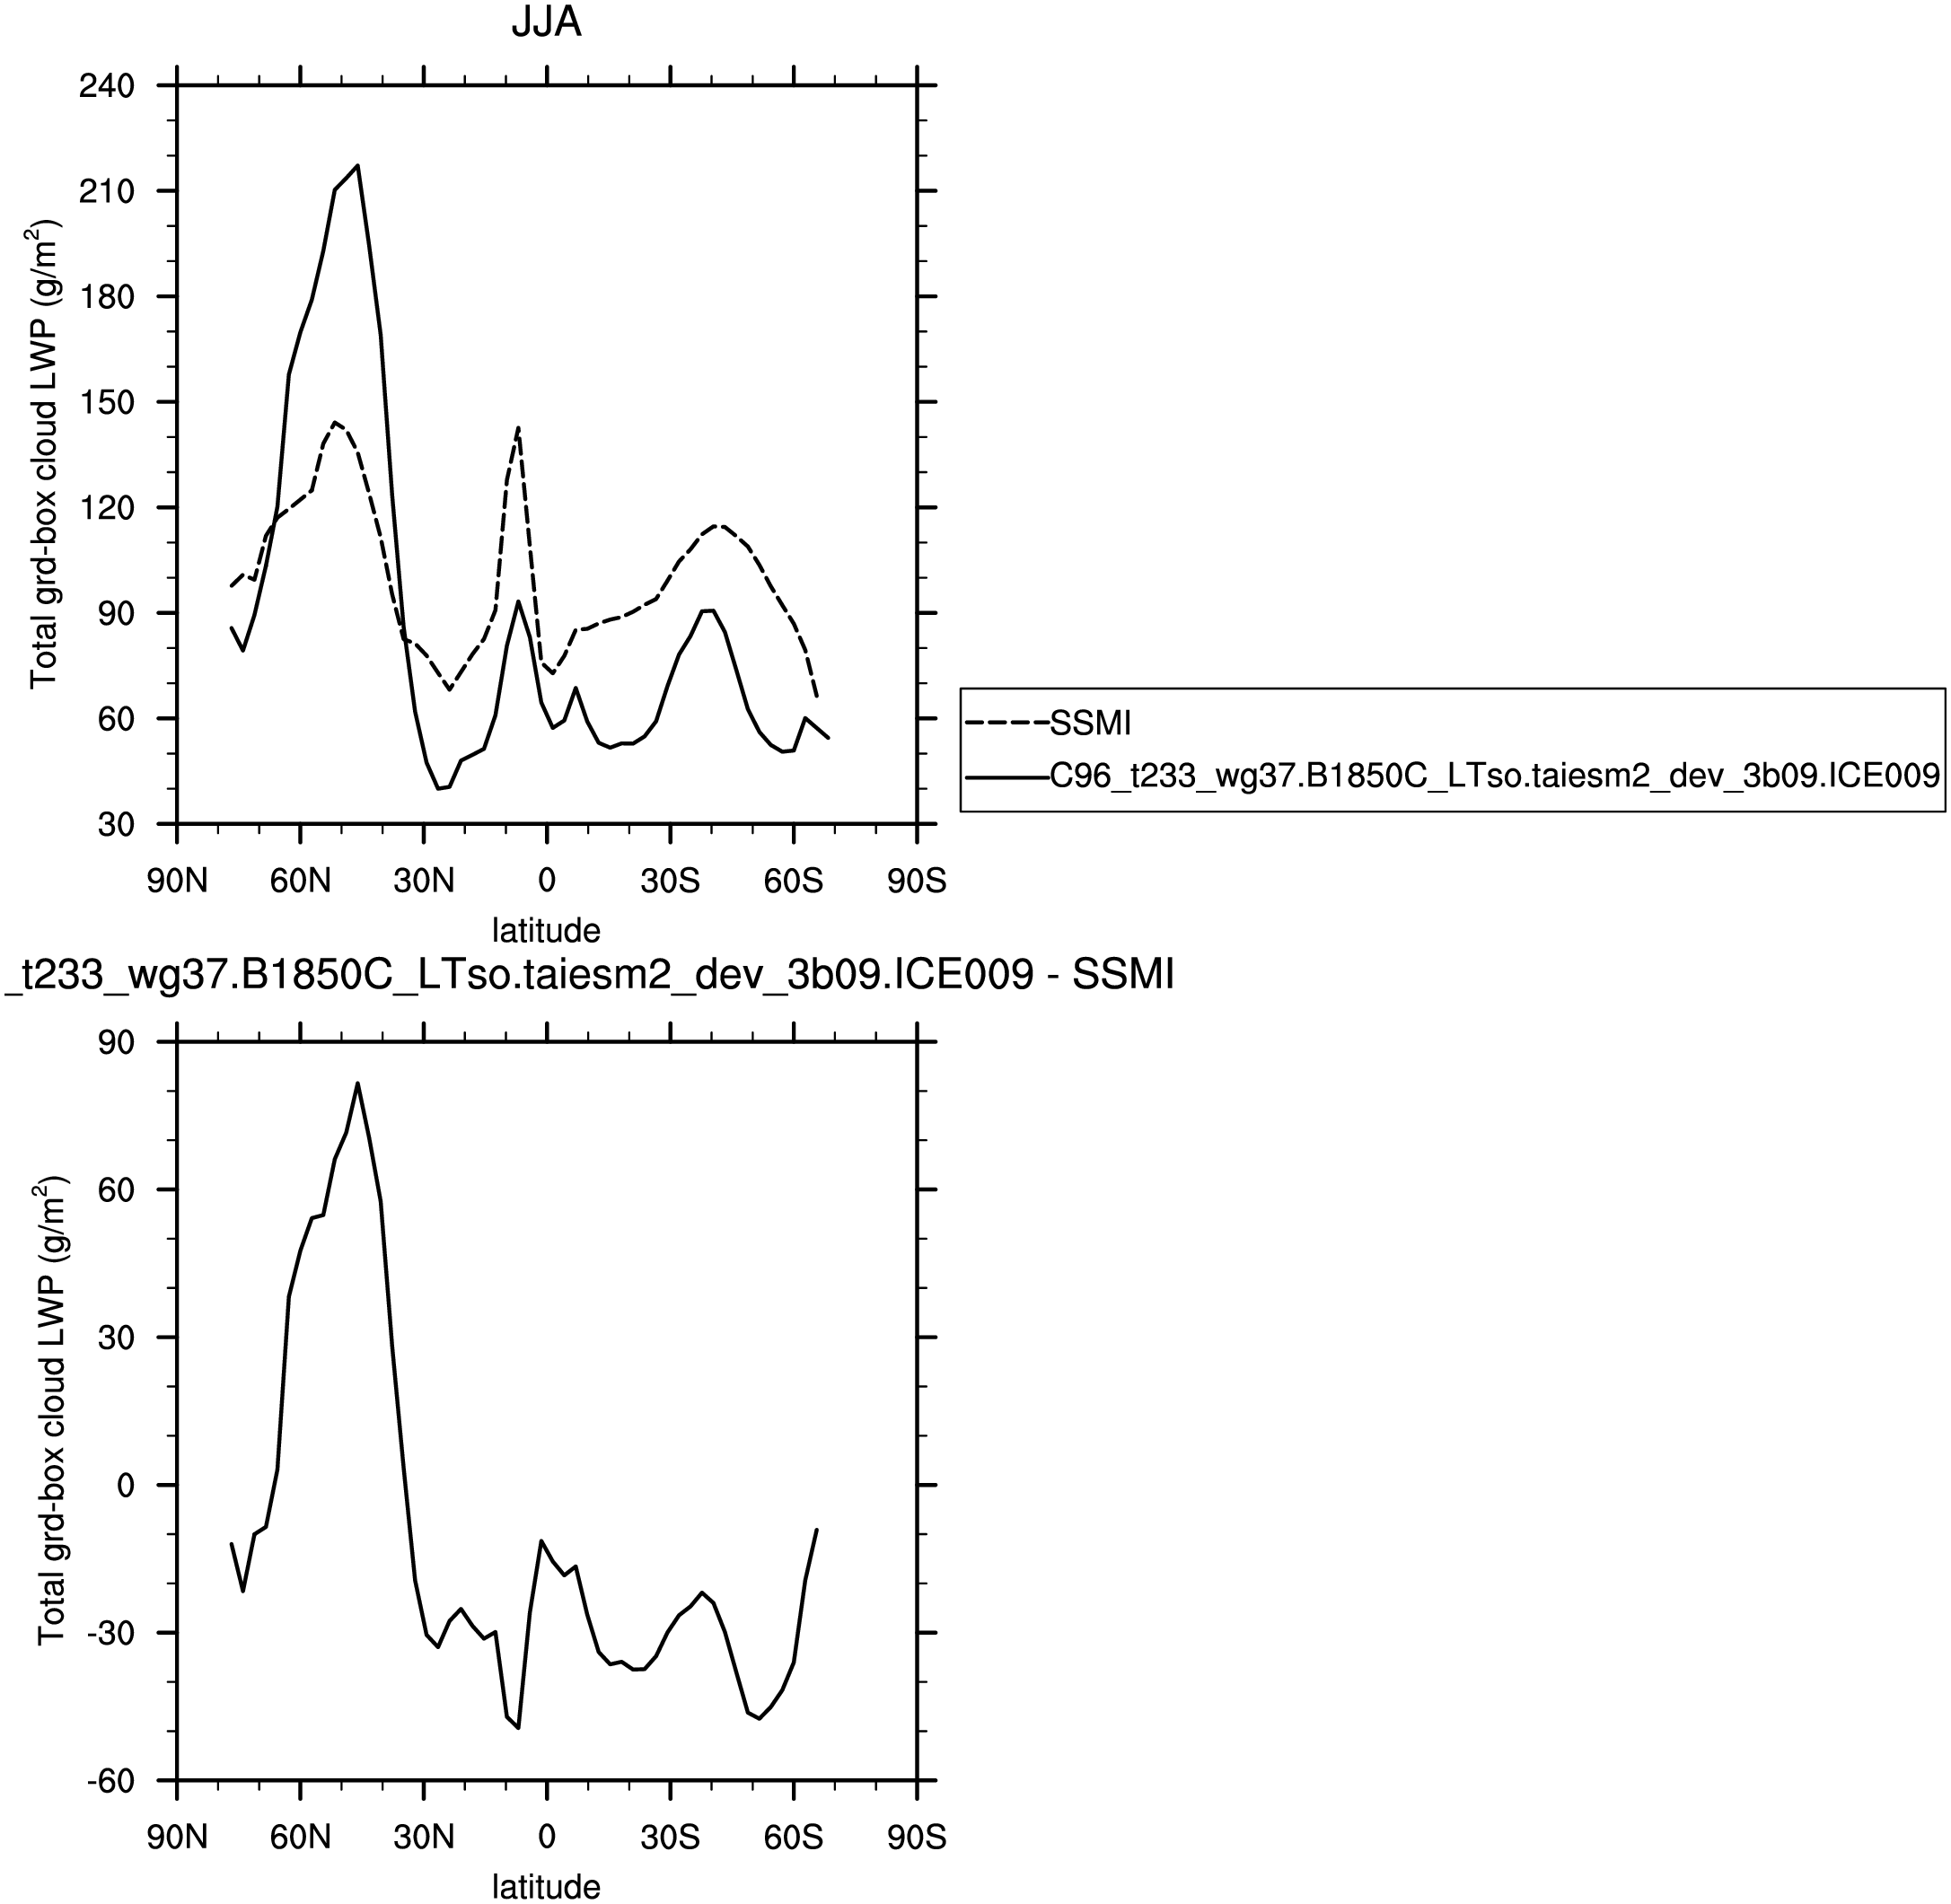 JJA
240
210
180
150
120
90
60
30
Total grd-box cloud LWP (g/m²)
90N 60N 30N 0 30S 60S 90S
latitude
SSMI
C96_t233_wg37.B1850C_LTso.taiesm2_dev_3b09.ICE009
_t233_wg37.B1850C_LTso.taiesm2_dev_3b09.ICE009 - SSMI
90
60
30
0
-30
-60
Total grd-box cloud LWP (g/m²)
90N 60N 30N 0 30S 60S 90S
latitude